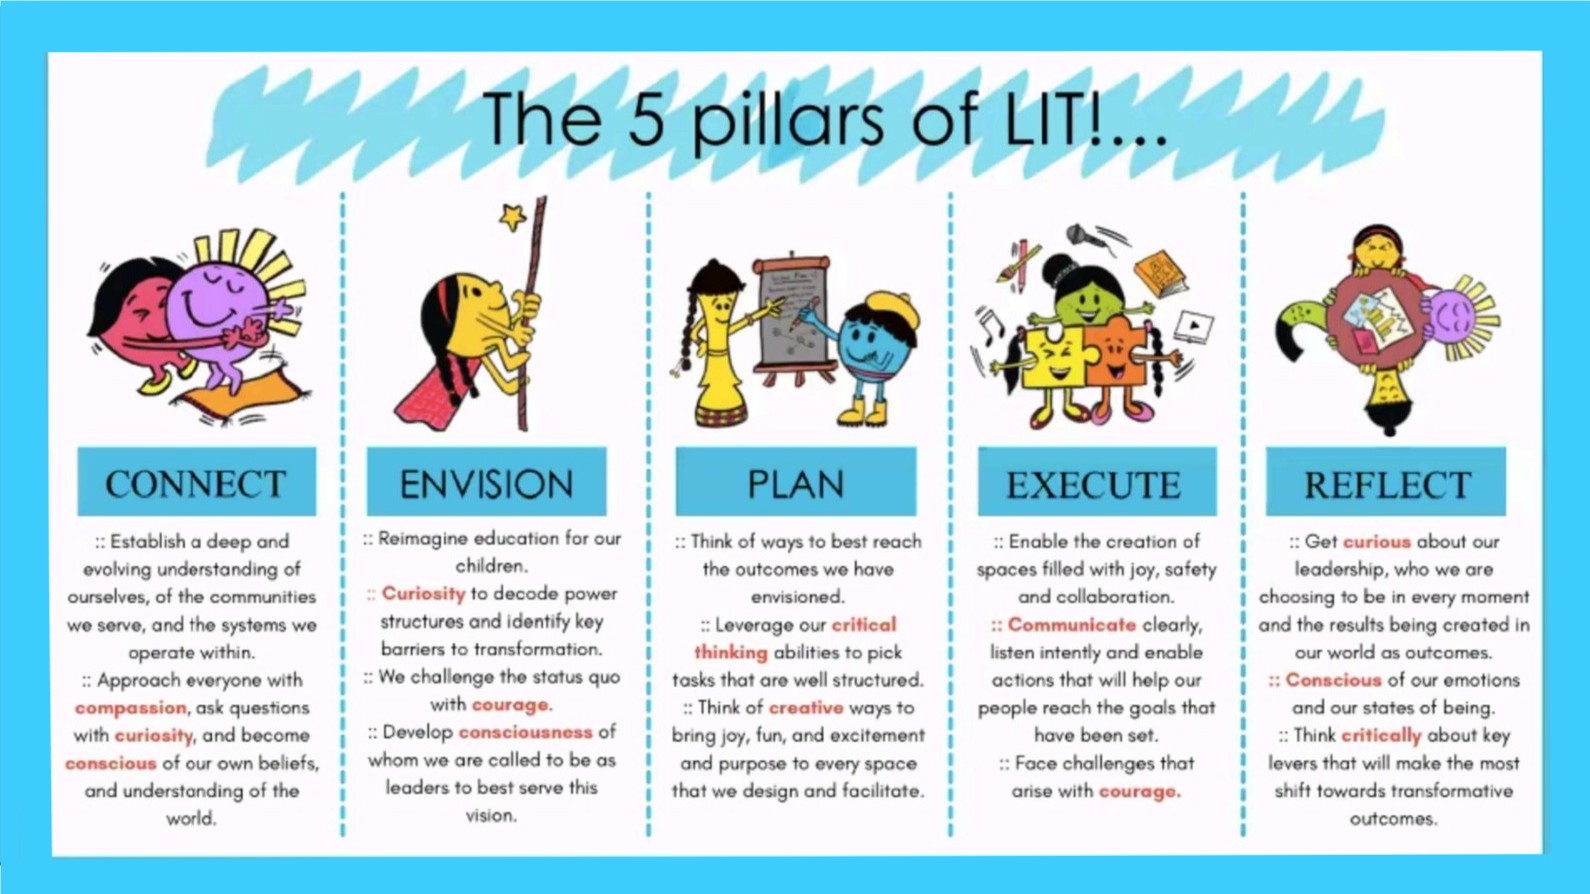 The 5 pillars of LIT!...
CONNECT
:: Establish a deep and
evolving understanding of
ourselves, of the communities
we serve, and the systems we
operate within.
:: Approach everyone with
compassion, ask questions
with curiosity, and become
conscious of our own beliefs,
and understanding of the
world.
ENVISION
:: Reimagine education for our
children.
:: Curiosity to decode power
structures and identify key
barriers to transformation.
:: We challenge the status quo
with courage.
:: Develop consciousness of
whom we are called to be as
leaders to best serve this
vision.
PLAN
:: Think of ways to best reach
the outcomes we have
envisioned.
:: Leverage our critical
thinking abilities to pick
tasks that are well structured.
:: Think of creative ways to
bring joy, fun, and excitement
and purpose to every space
that we design and facilitate.
EXECUTE
:: Enable the creation of
spaces filled with joy, safety
and collaboration.
:: Communicate clearly,
listen intently and enable
actions that will help our
people reach the goals that
have been set.
:: Face challenges that
arise with courage.
REFLECT
:: Get curious about our
leadership, who we are
choosing to be in every moment
and the results being created in
our world as outcomes.
:: Conscious of our emotions
and our states of being.
:: Think critically about key
levers that will make the most
shift towards transformative
outcomes.